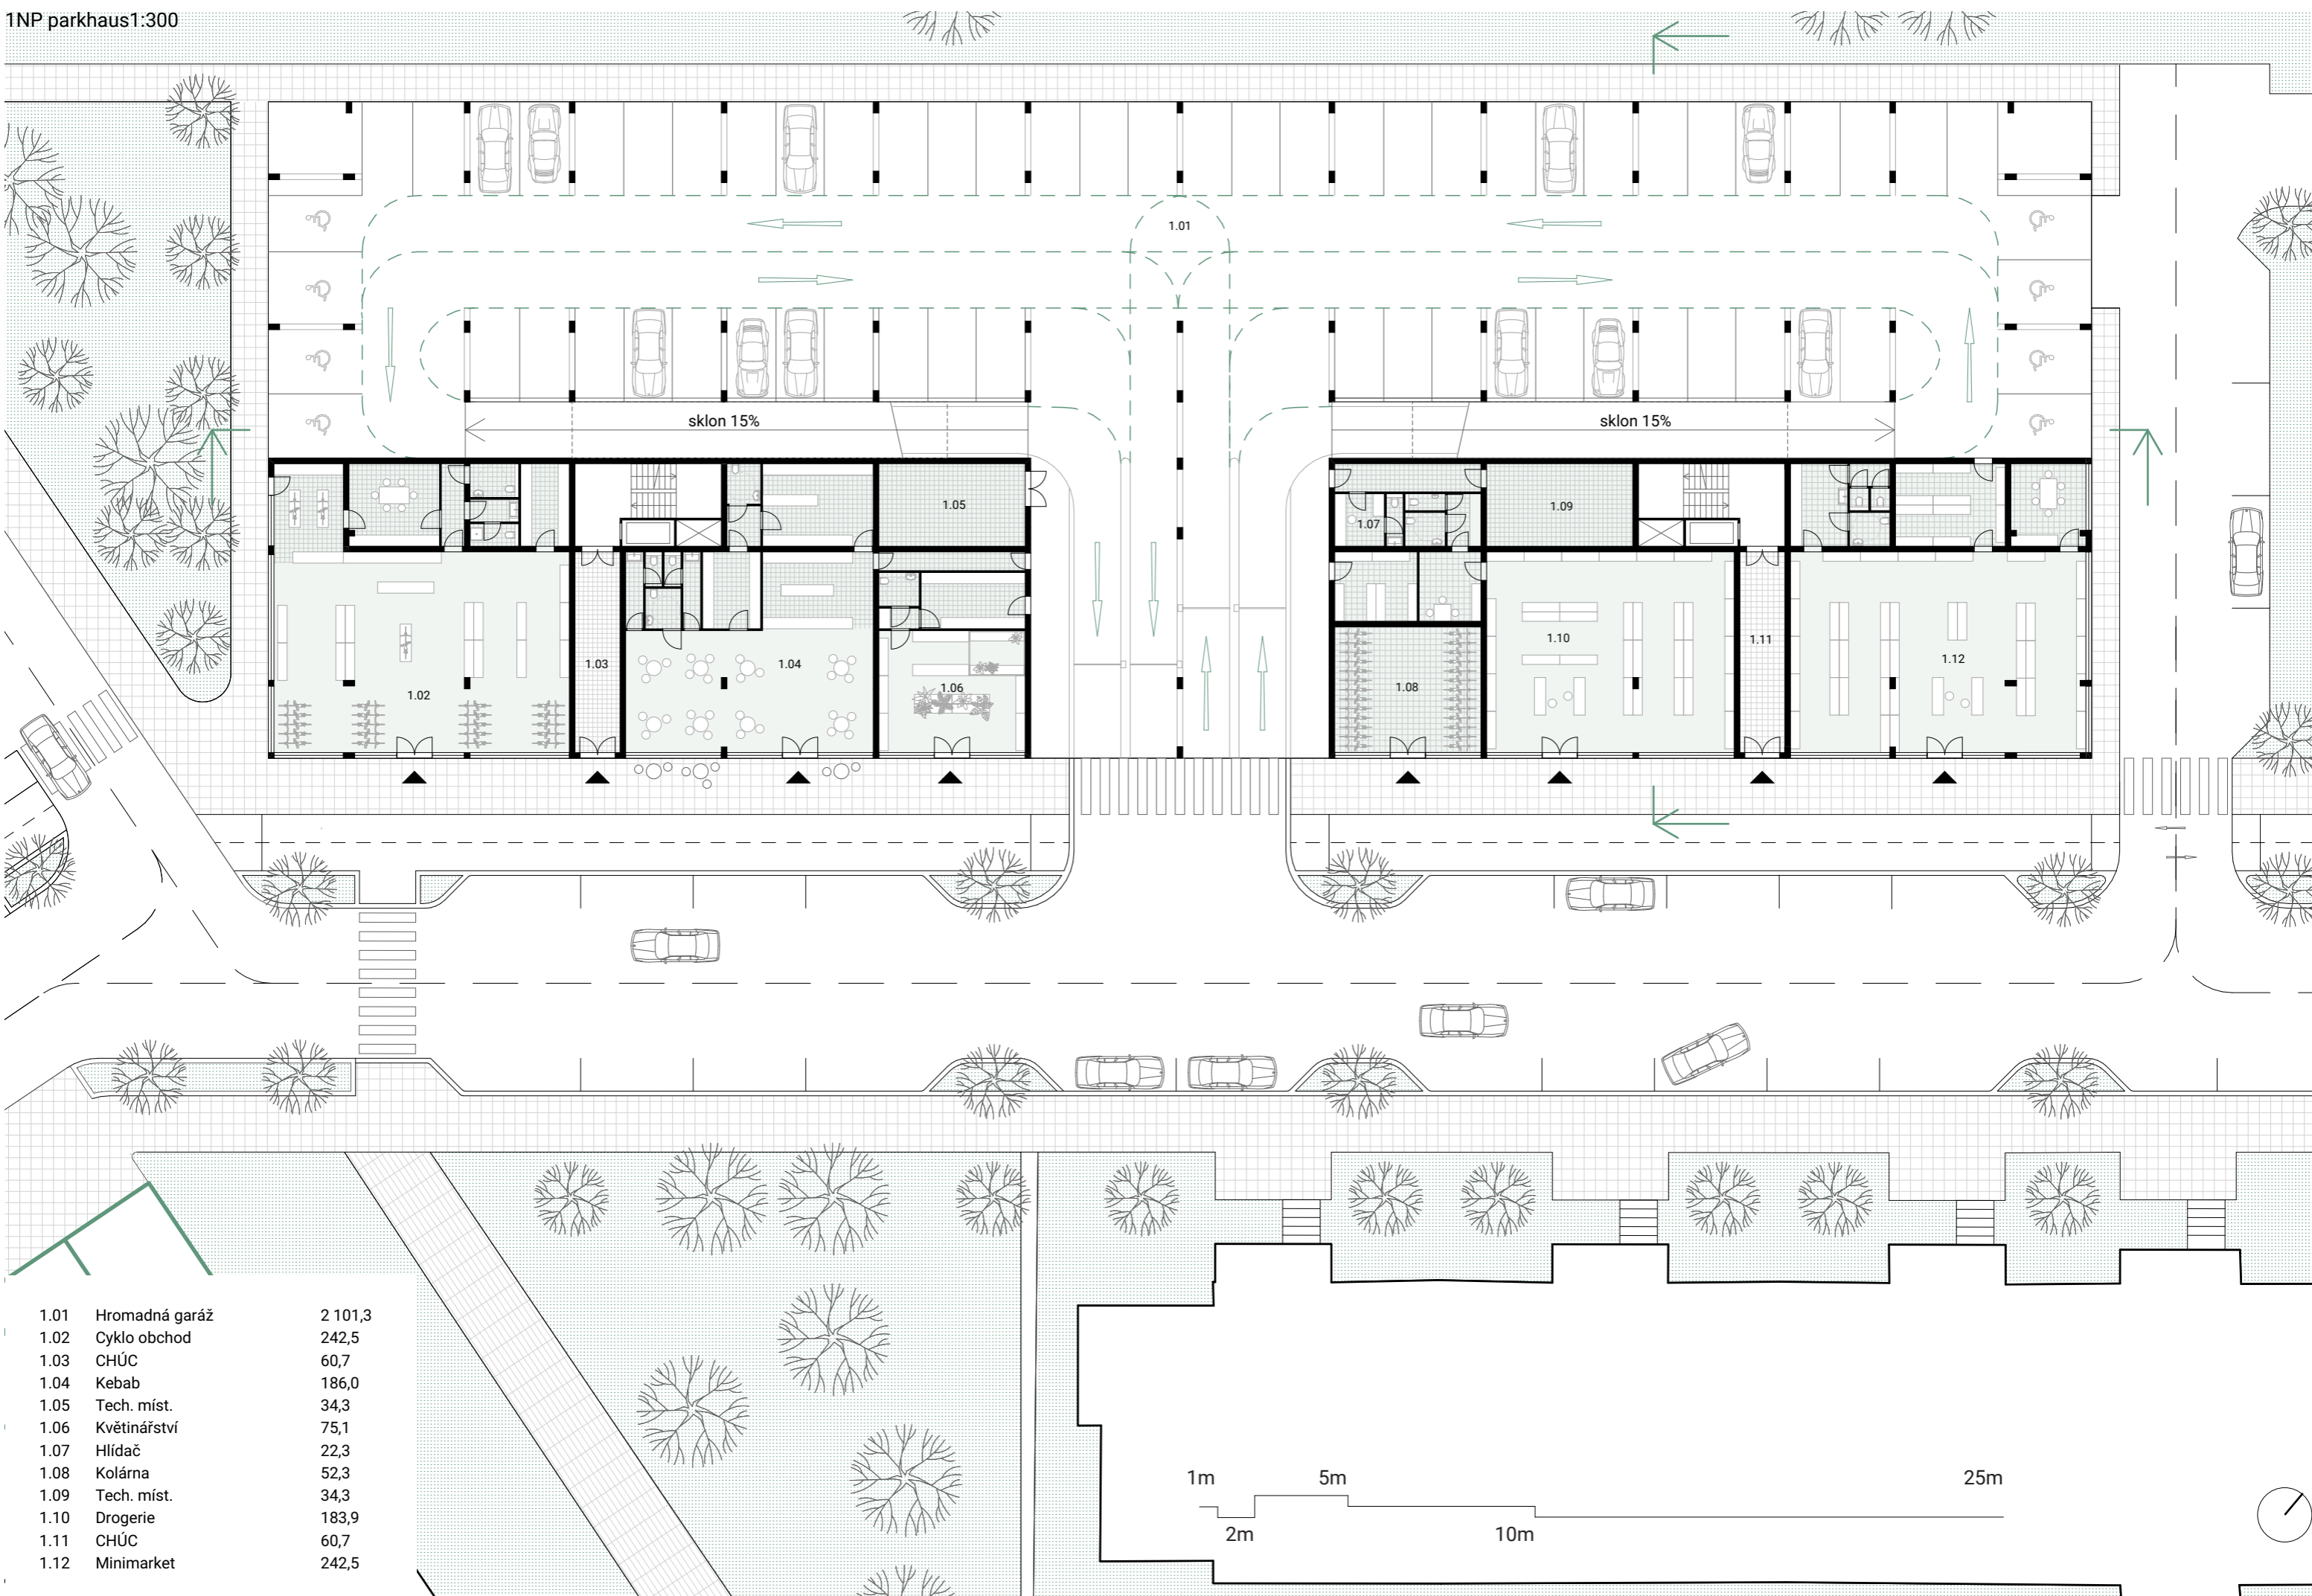 1NP parkhaus1:300
1.01
sklon 15%
sklon 15%
1.05
1.07
1.09
1.03
1.04
1.10
1.11
1.12
1.02
1.06
1.08
1.01 Hromadná garáž 2 101,3
1.02 Cyklo obchod 242,5
1.03 CHÚC 60,7
1.04 Kebab 186,0
1.05 Tech. míst. 34,3
1.06 Květinářství 75,1
1.07 Hlídač 22,3
1.08 Kolárna 52,3
1.09 Tech. míst. 34,3
1.10 Drogerie 183,9
1.11 CHÚC 60,7
1.12 Minimarket 242,5
1m 5m 25m
2m 10m